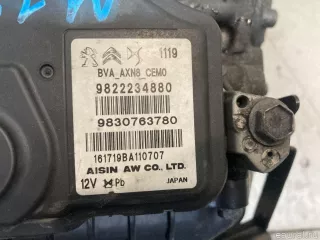 1119
BVA_AXN8_CEMO
9822234880
9830763780
161719BA110707
AISIN AW CO., LTD.
12V Pb JAPAN